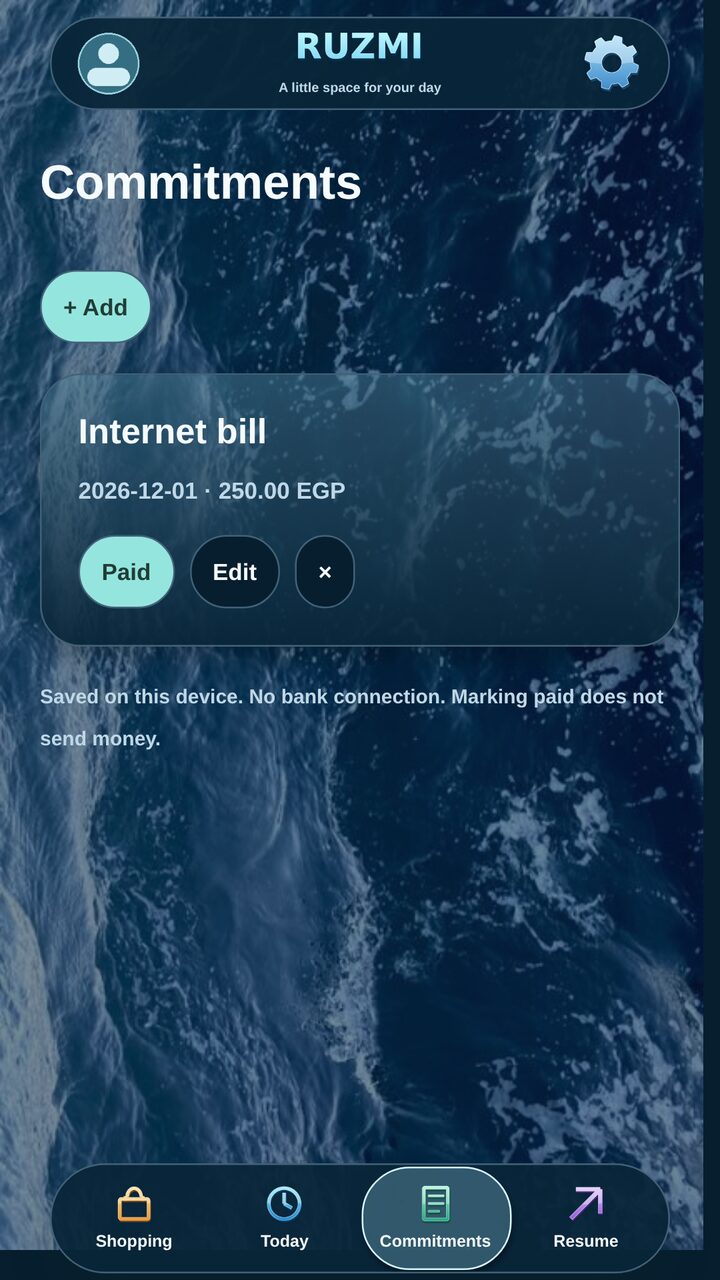 RUZMI
A little space for your day
Commitments
+ Add
Internet bill
2026-12-01 · 250.00 EGP
Paid
Edit
×
Saved on this device. No bank connection. Marking paid does not
send money.
Shopping
Today
Commitments
Resume